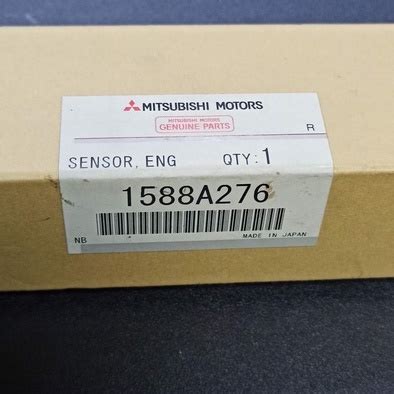 MITSUBISHI MOTORS
MITSUBISHI MOTORS
GENUINE PARTS
R
SENSOR, ENG QTY:1
1588A276
NB MADE IN JAPAN